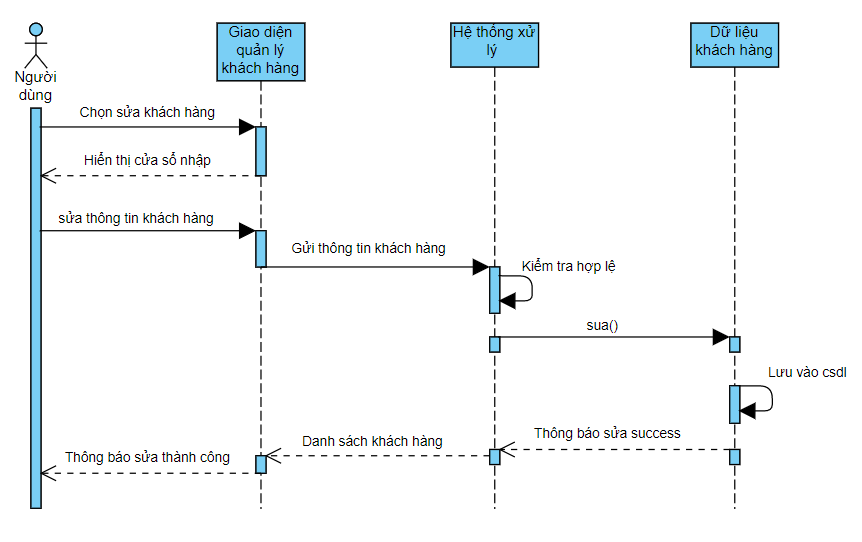 Giao diện
quản lý
khách hàng
Hệ thống xử
lý
Dữ liệu
khách hàng
Người
dùng
Chọn sửa khách hàng
Hiển thị cửa sổ nhập
sửa thông tin khách hàng
Gửi thông tin khách hàng
Kiểm tra hợp lệ
sua()
Lưu vào csdl
Thông báo sửa success
Danh sách khách hàng
Thông báo sửa thành công